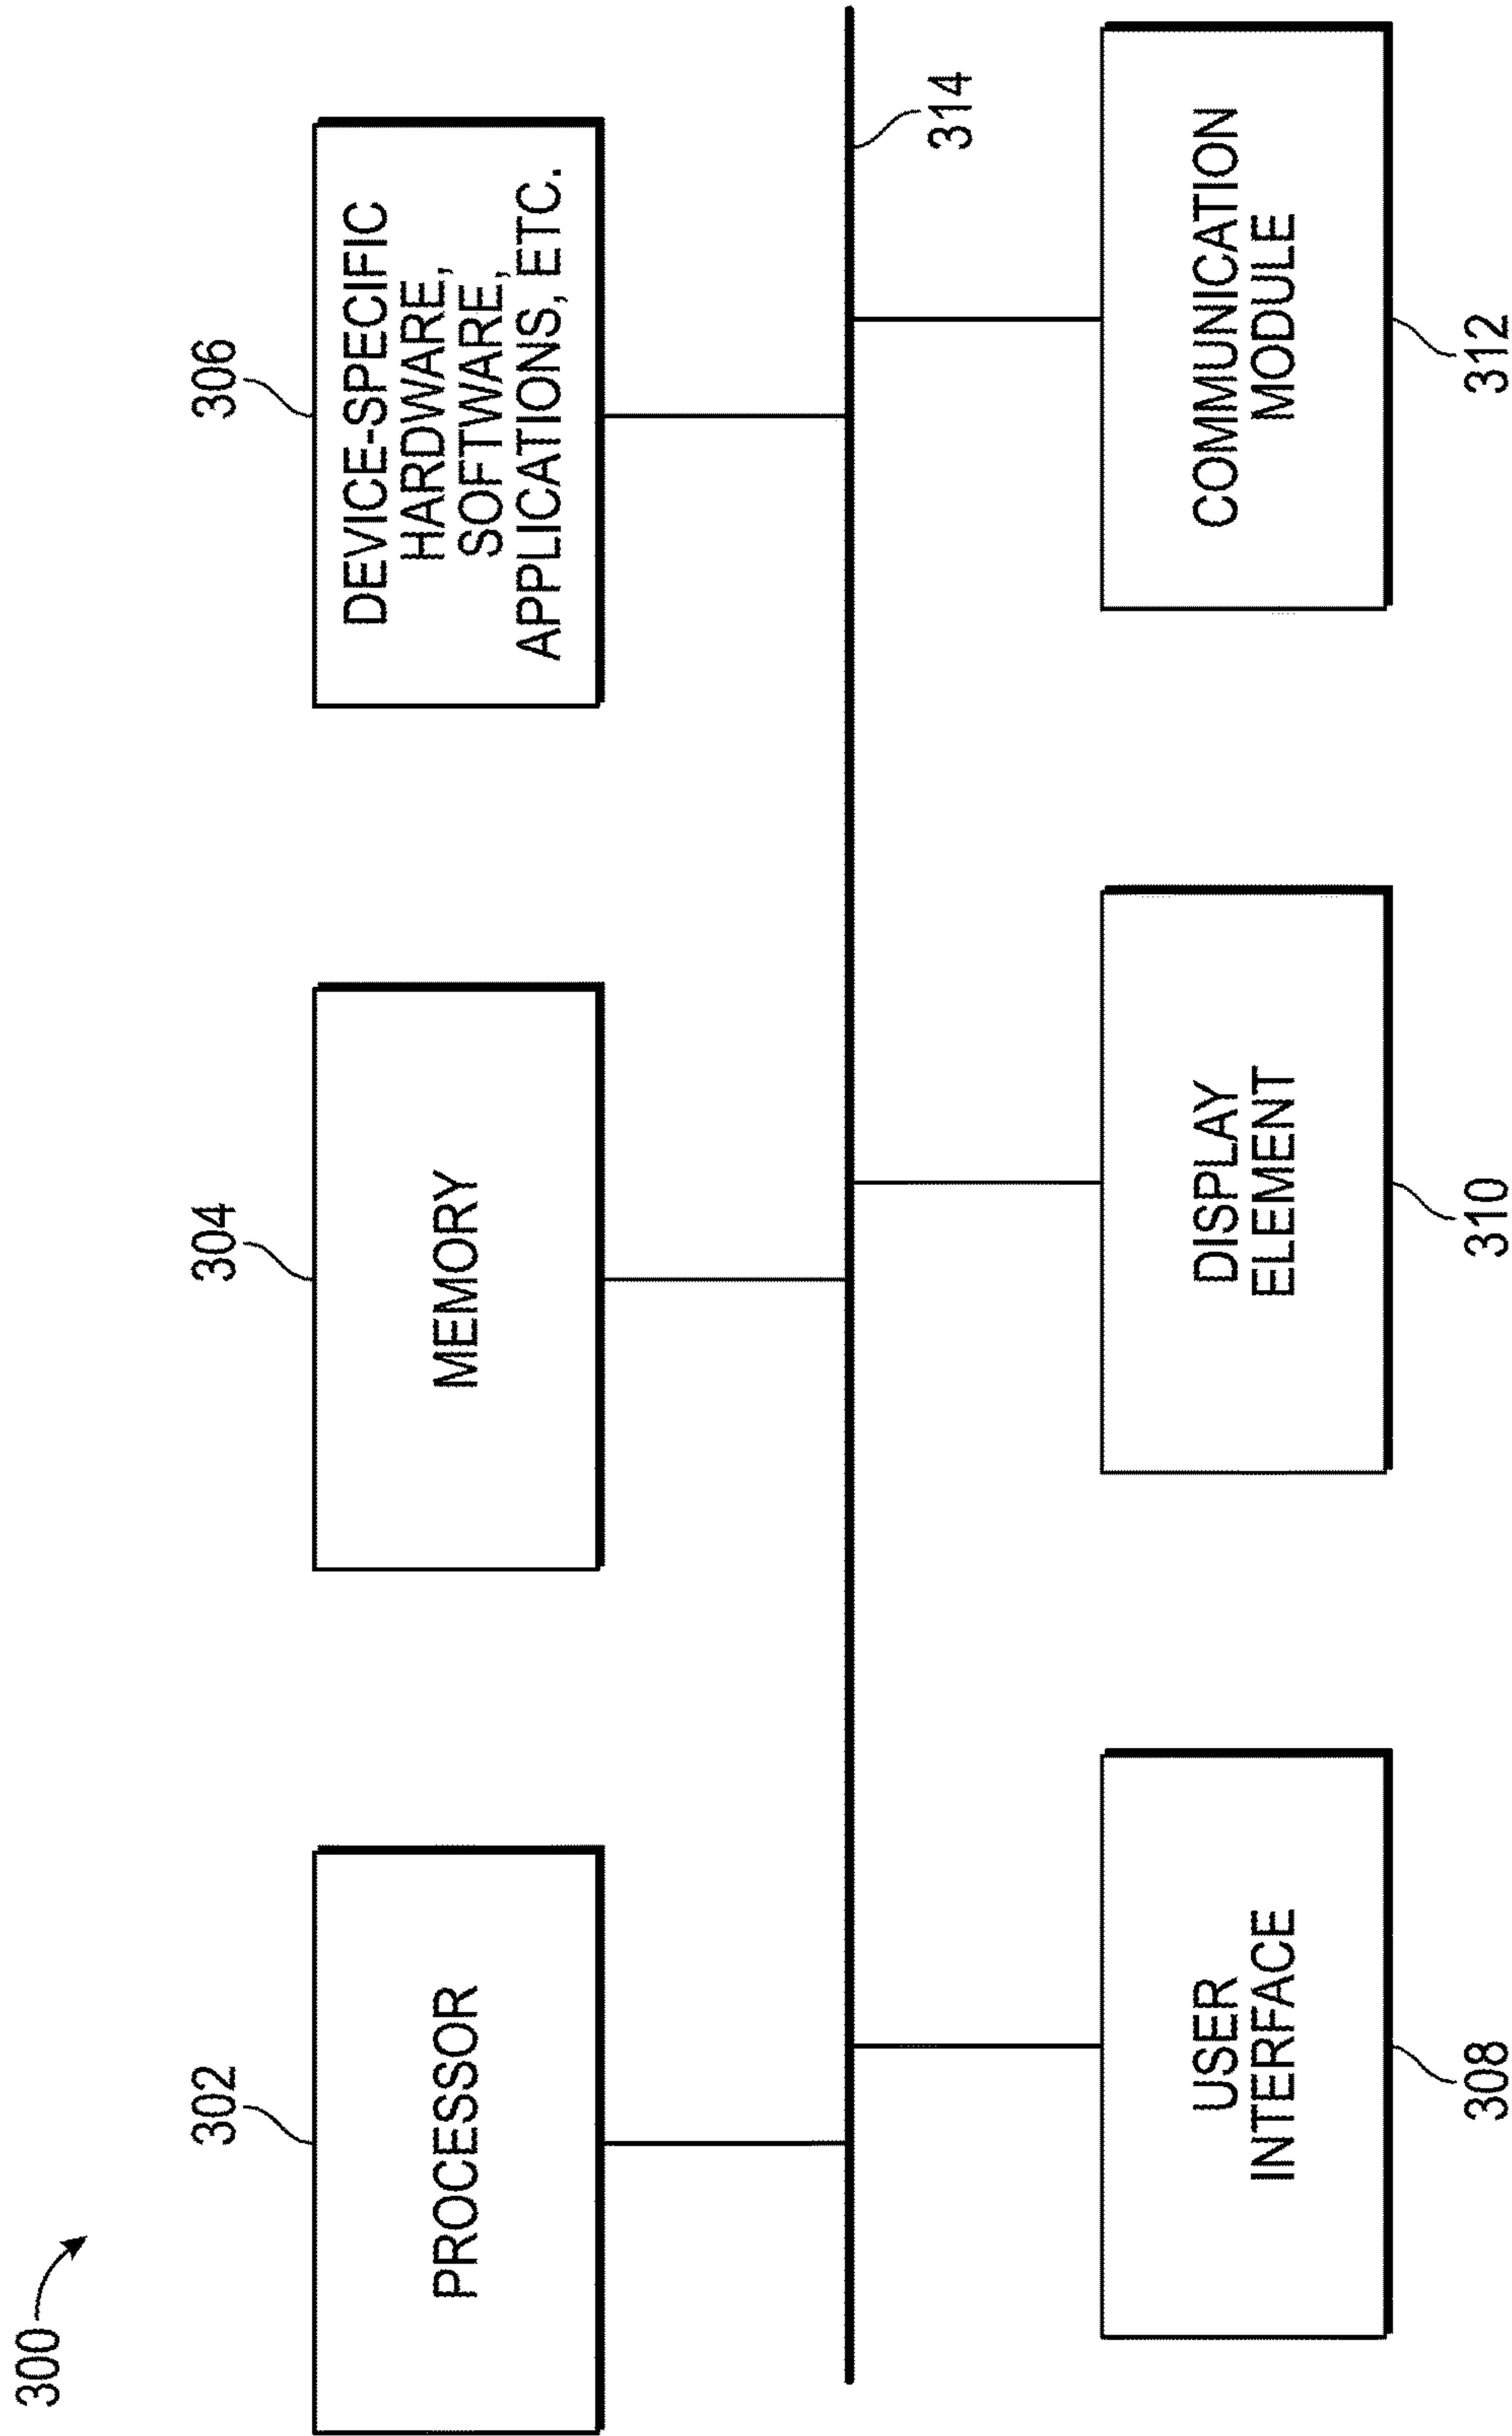 300
302
PROCESSOR
304
MEMORY
306
DEVICE-SPECIFIC
HARDWARE,
SOFTWARE,
APPLICATIONS, ETC.
314
USER
INTERFACE
308
DISPLAY
ELEMENT
310
COMMUNICATION
MODULE
312